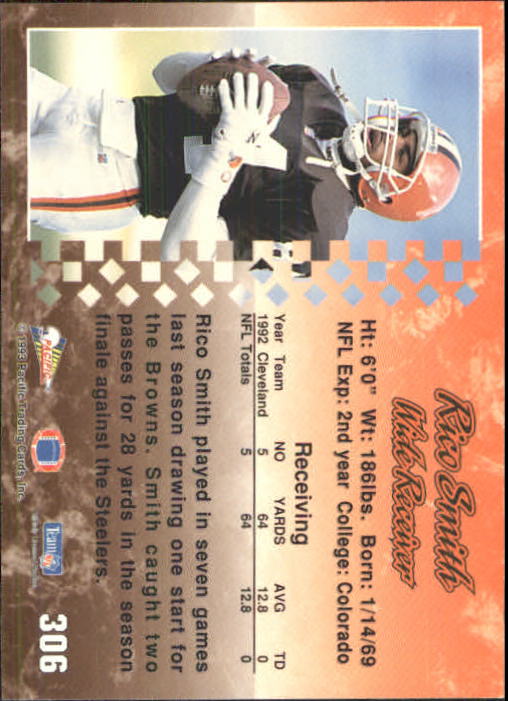 Rico Smith
Wide Receiver
Ht: 6'0" Wt: 186lbs. Born: 1/14/69
NFL Exp: 2nd year College: Colorado
Receiving
Year Team NO YARDS AVG TD
1992 Cleveland 5 64 12.8 0
NFL Totals 5 64 12.8 0
Rico Smith played in seven games
last season drawing one start for
the Browns. Smith caught two
passes for 28 yards in the season
finale against the Steelers.
PACIFIC
© 1993 Pacific Trading Cards, Inc.
Team NFL
306